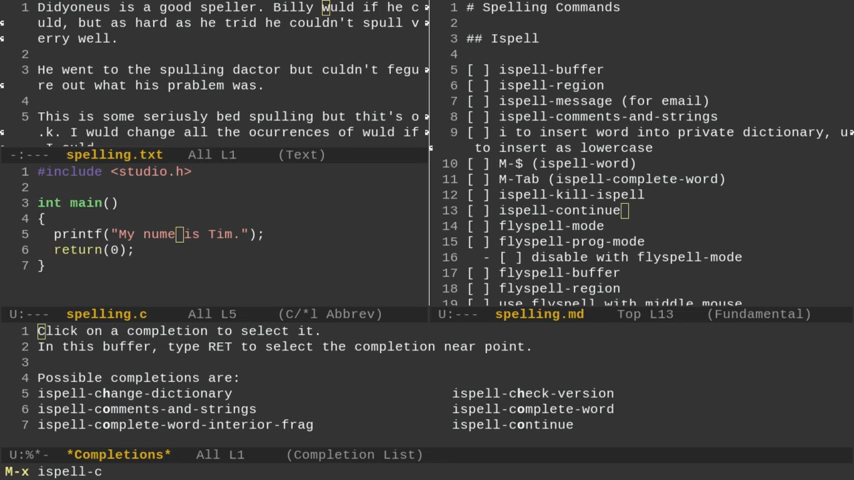 1 Didyoneus is a good speller. Billy wuld if he c
uld, but as hard as he trid he couldn't spull v
erry well.
2
3 He went to the spulling dactor but culdn't fegu
re out what his prablem was.
4
5 This is some seriusly bed spulling but thit's o
.k. I wuld change all the ocurrences of wuld if
-:--- spelling.txt All L1 (Text)
1 #include <studio.h>
2
3 int main()
4 {
5 printf("My nume is Tim.");
6 return(0);
7 }
U:--- spelling.c All L5 (C/*l Abbrev)
1 # Spelling Commands
2
3 ## Ispell
4
5 [ ] ispell-buffer
6 [ ] ispell-region
7 [ ] ispell-message (for email)
8 [ ] ispell-comments-and-strings
9 [ ] i to insert word into private dictionary, u
to insert as lowercase
10 [ ] M-$ (ispell-word)
11 [ ] M-Tab (ispell-complete-word)
12 [ ] ispell-kill-ispell
13 [ ] ispell-continue
14 [ ] flyspell-mode
15 [ ] flyspell-prog-mode
16 - [ ] disable with flyspell-mode
17 [ ] flyspell-buffer
18 [ ] flyspell-region
19 [ ] use flyspell with middle mouse
U:--- spelling.md Top L13 (Fundamental)
1 Click on a completion to select it.
2 In this buffer, type RET to select the completion near point.
3
4 Possible completions are:
5 ispell-change-dictionary ispell-check-version
6 ispell-comments-and-strings ispell-complete-word
7 ispell-complete-word-interior-frag ispell-continue
U:%*- *Completions* All L1 (Completion List)
M-x ispell-c